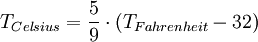 T_{Celsius} = \frac{5}{9} \cdot (T_{Fahrenheit} - 32)